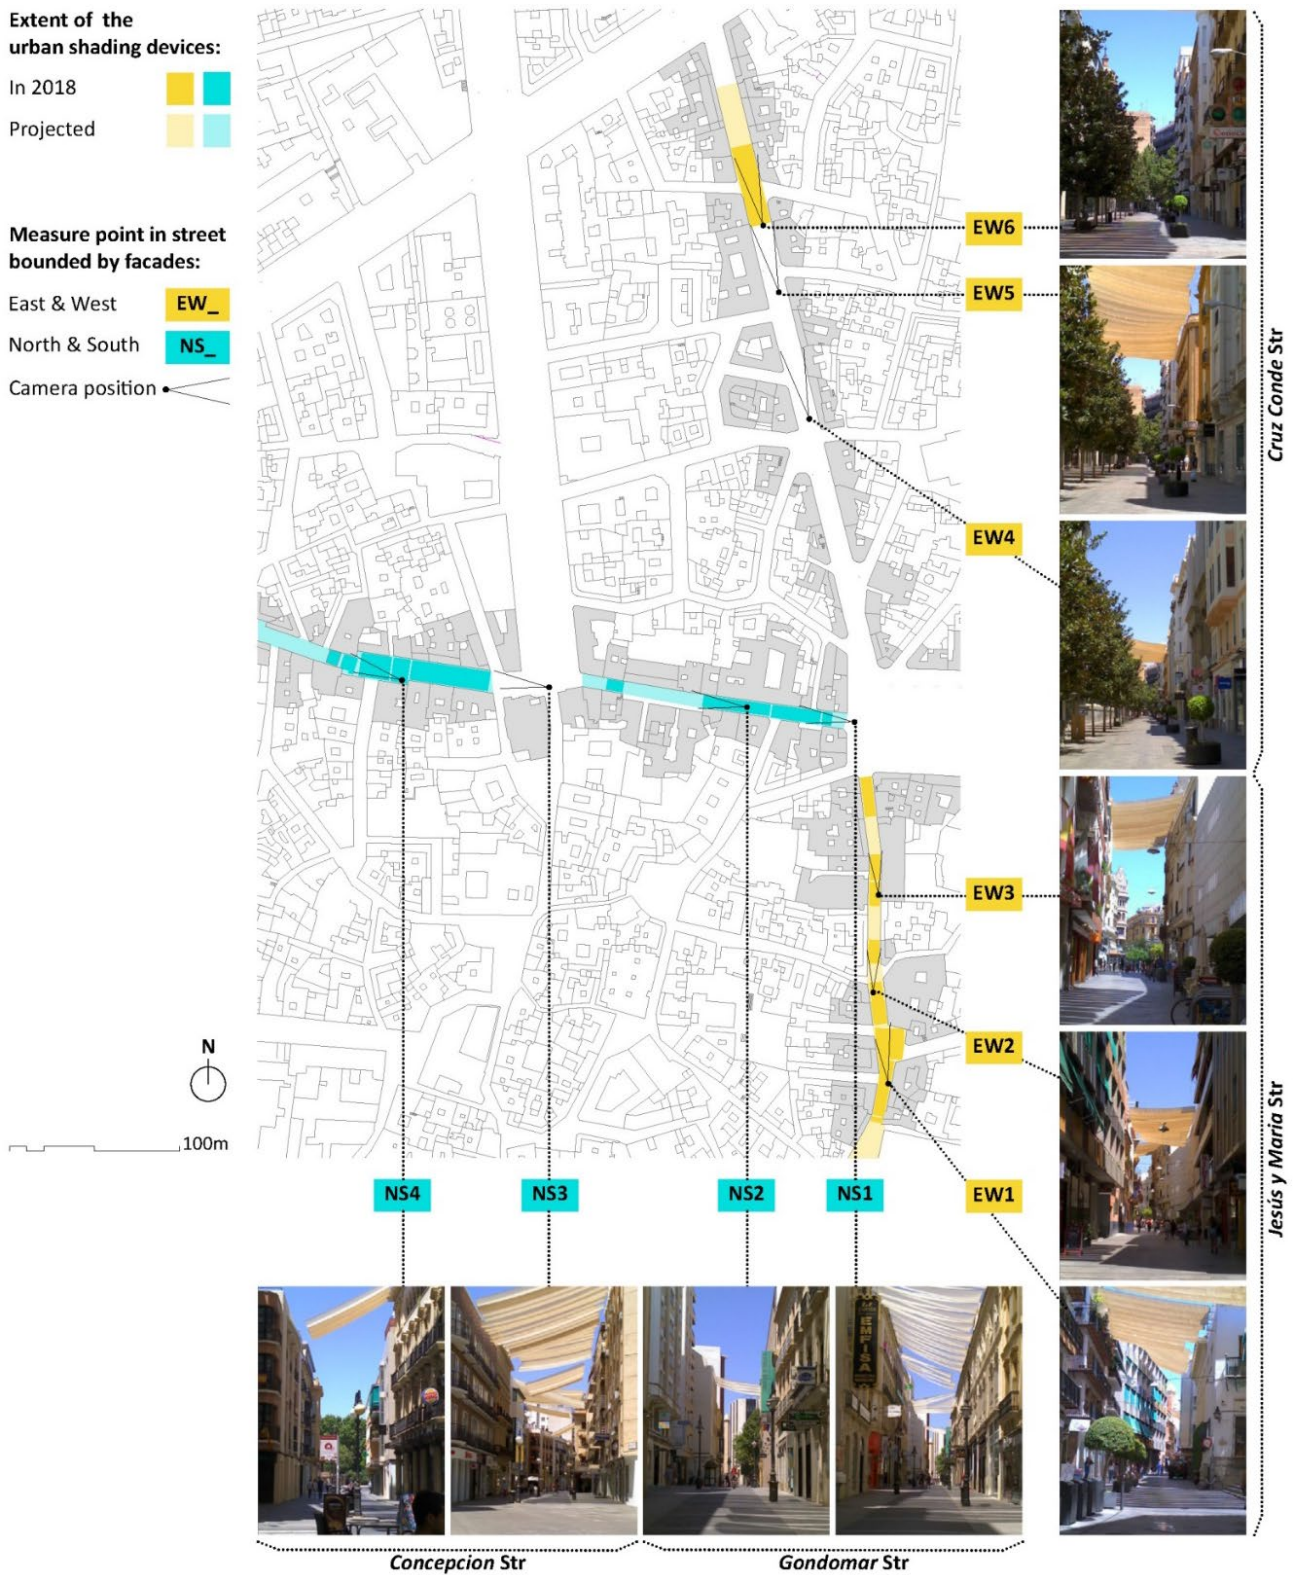 Extent of the
urban shading devices:
In 2018
Projected
Measure point in street
bounded by facades:
East & West
EW_
North & South
NS_
Camera position
N
100m
EW6
EW5
EW4
EW3
EW2
EW1
NS4
NS3
NS2
NS1
Cruz Conde Str
Jesús y Maria Str
EMFISA
Concepcion Str
Gondomar Str